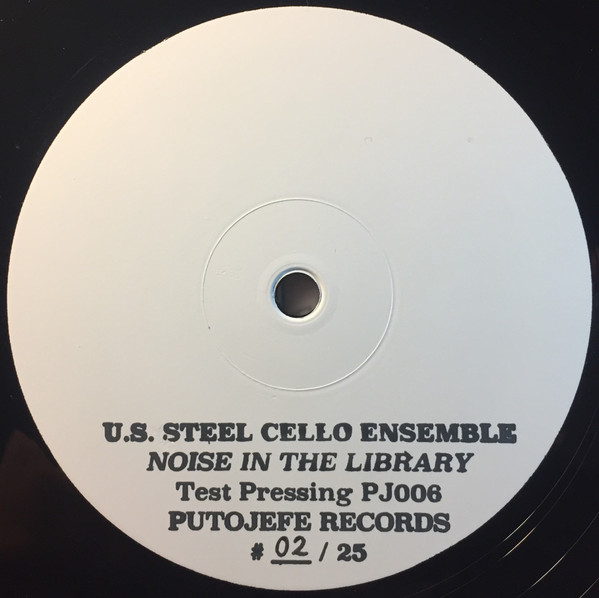 U.S. STEEL CELLO ENSEMBLE
NOISE IN THE LIBRARY
Test Pressing PJ006
PUTOJEFE RECORDS
# 02 / 25